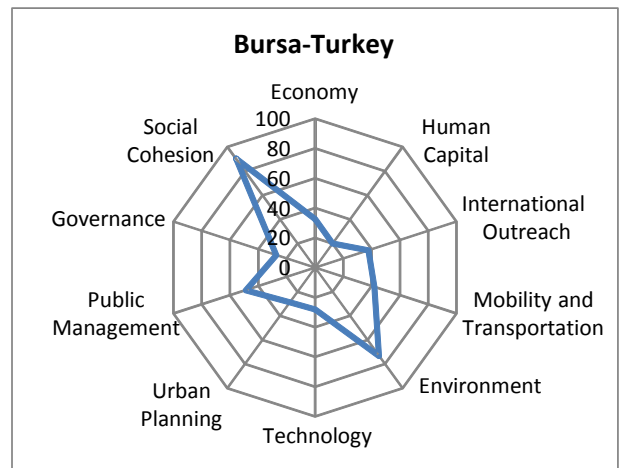 Bursa-Turkey
Economy
Human
Capital
International
Outreach
Mobility and
Transportation
Environment
Technology
Urban
Planning
Public
Management
Governance
Social
Cohesion
100
80
60
40
20
0